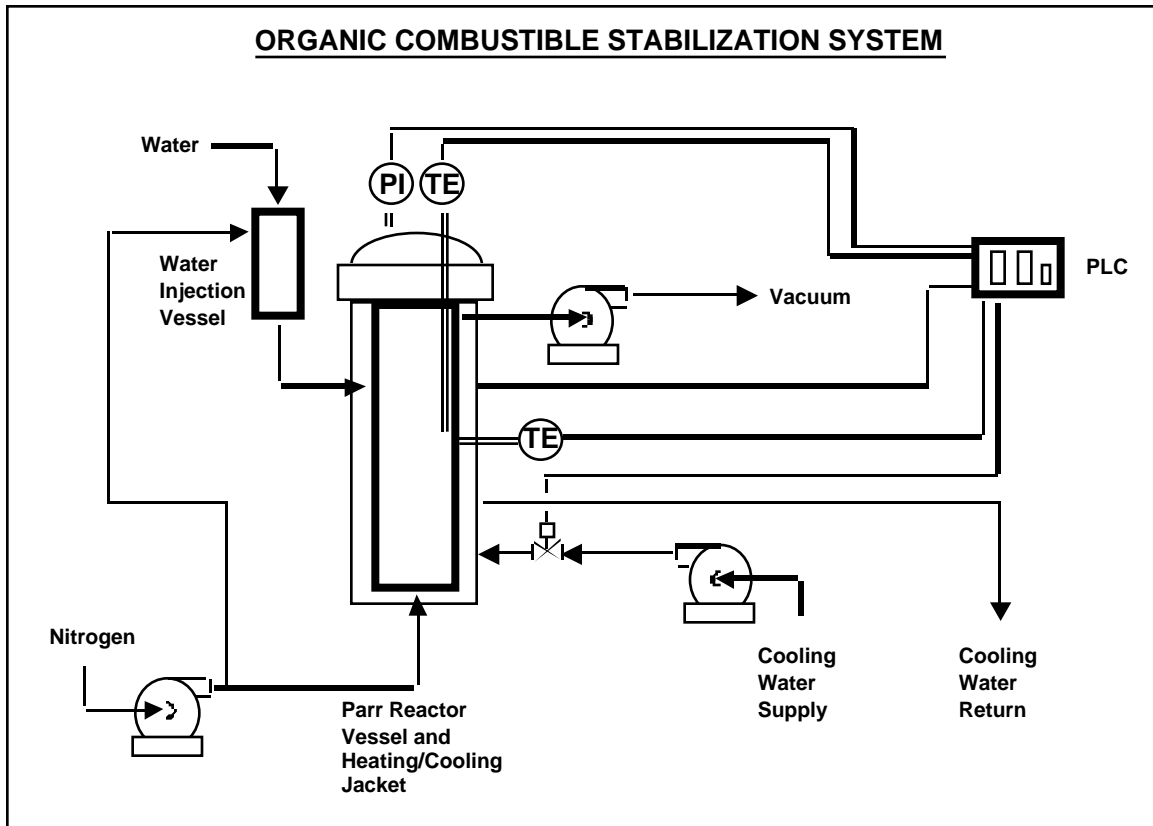 ORGANIC COMBUSTIBLE STABILIZATION SYSTEM
Water
PI
TE
Water
Injection
Vessel
PLC
Vacuum
TE
Nitrogen
Parr Reactor
Vessel and
Heating/Cooling
Jacket
Cooling
Water
Supply
Cooling
Water
Return